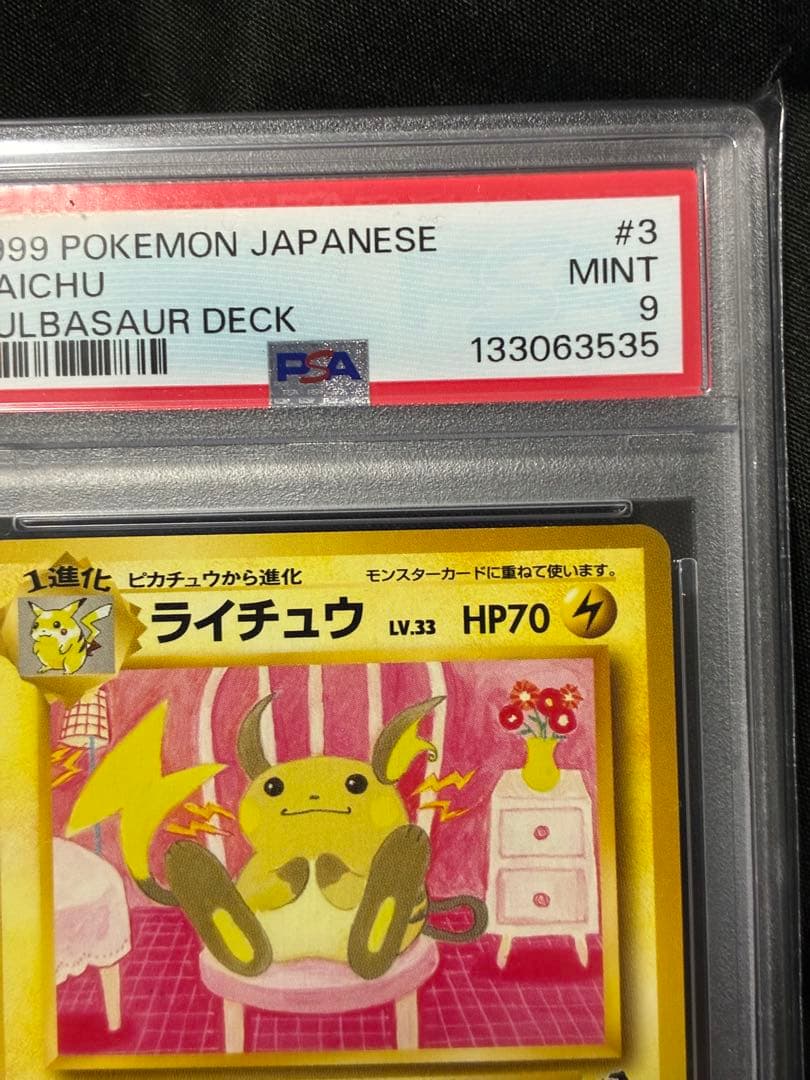 999 POKEMON JAPANESE #3
AICHU MINT
ULBASAUR DECK 9
PSA 133063535
1進化 ピカチュウから進化 モンスターカードに重ねて使います。
ライチュウ LV.33 HP70